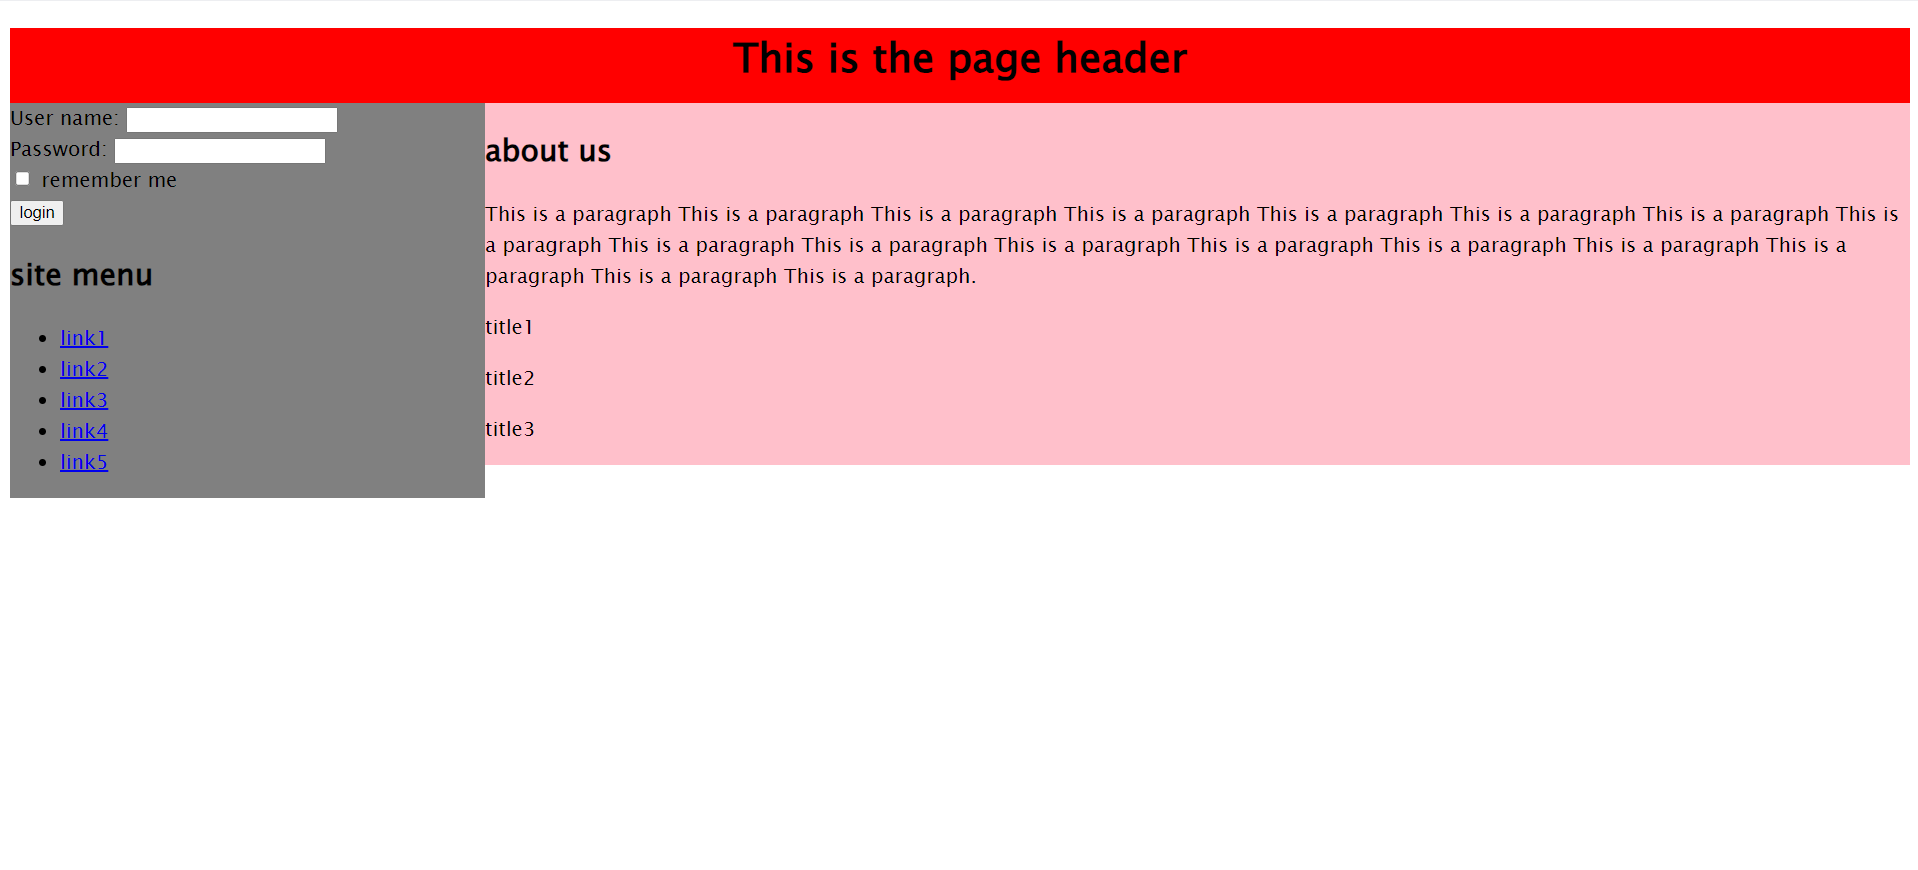 This is the page header
User name:
Password:
remember me
login
site menu
link1
link2
link3
link4
link5
about us
This is a paragraph This is a paragraph This is a paragraph This is a paragraph This is a paragraph This is a paragraph This is a paragraph This is
a paragraph This is a paragraph This is a paragraph This is a paragraph This is a paragraph This is a paragraph This is a paragraph This is a
paragraph This is a paragraph This is a paragraph.
title1
title2
title3